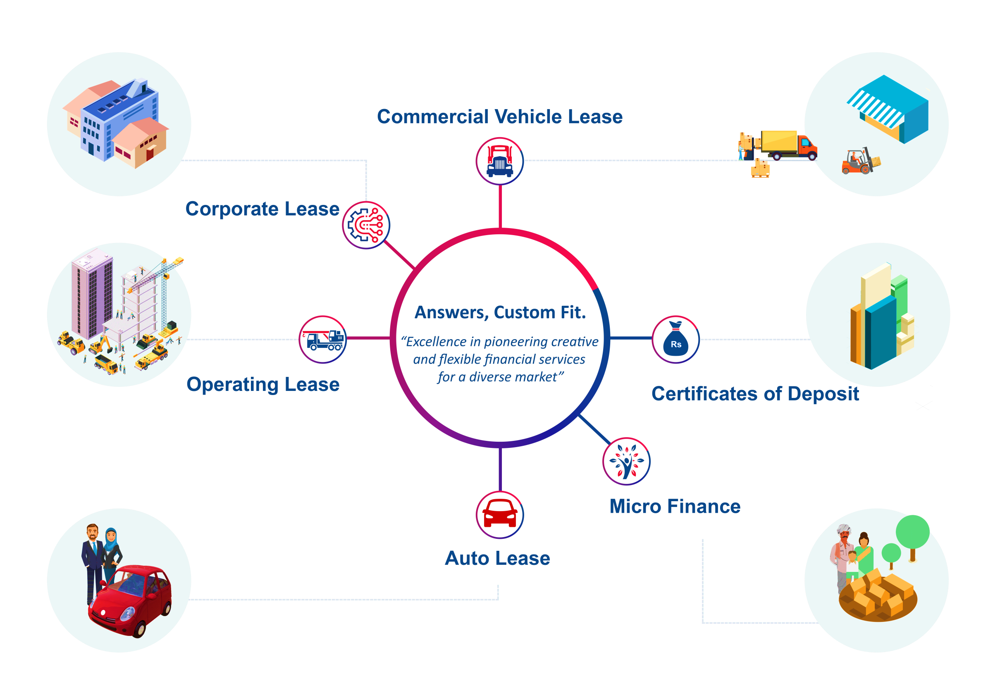 Commercial Vehicle Lease
Corporate Lease
Answers, Custom Fit.
“Excellence in pioneering creative
and flexible financial services
for a diverse market”
Rs
Operating Lease
Certificates of Deposit
Micro Finance
Auto Lease